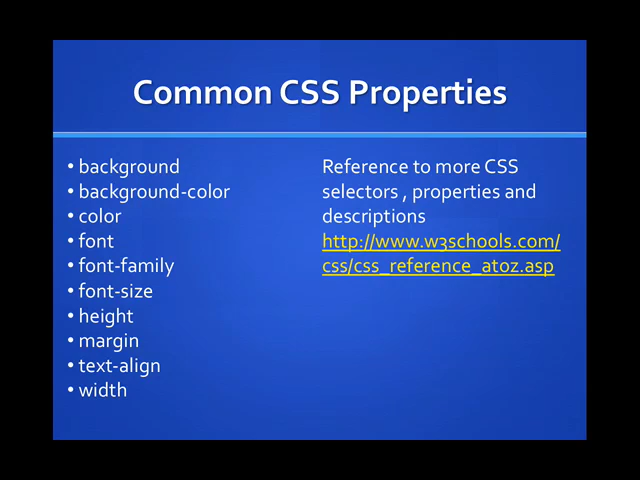 Common CSS Properties
• background
• background-color
• color
• font
• font-family
• font-size
• height
• margin
• text-align
• width
Reference to more CSS
selectors , properties and
descriptions
http://www.w3schools.com/
css/css_reference_atoz.asp